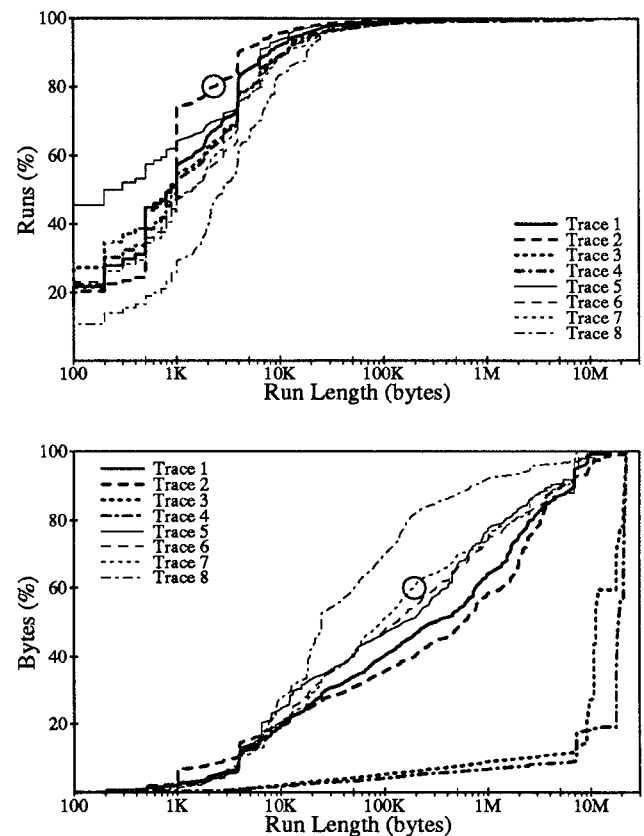 100
80
60
40
20
Runs (%)
Trace 1
Trace 2
Trace 3
Trace 4
Trace 5
Trace 6
Trace 7
Trace 8
100 1K 10K 100K 1M 10M
Run Length (bytes)
100
80
60
40
20
Bytes (%)
Trace 1
Trace 2
Trace 3
Trace 4
Trace 5
Trace 6
Trace 7
Trace 8
100 1K 10K 100K 1M 10M
Run Length (bytes)